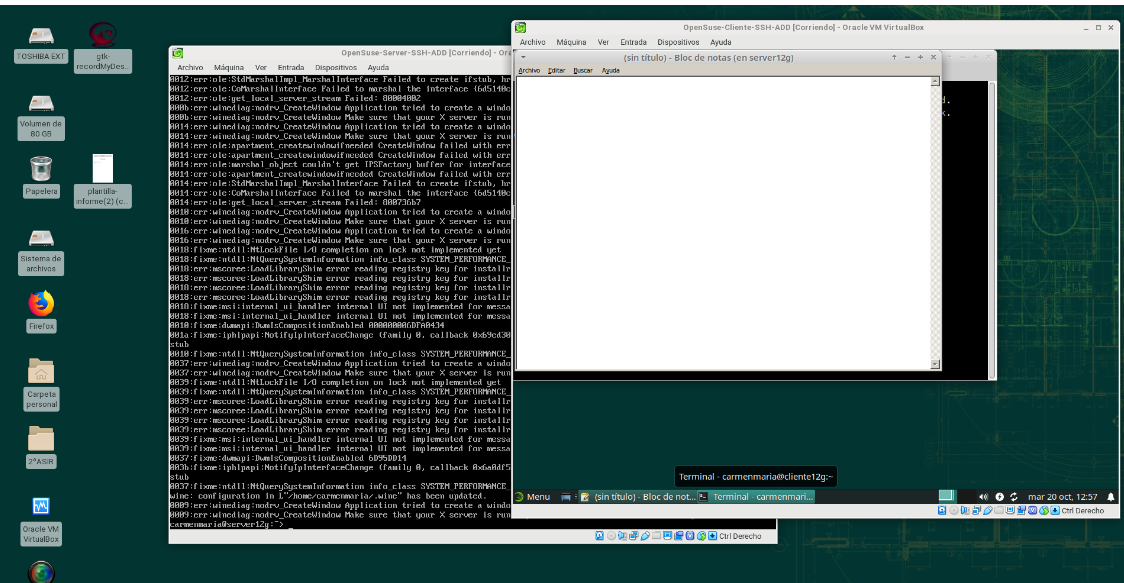 TOSHIBA EXT
gtk-
recordMyDes..
Volumen de
80 GB
Papelera
plantilla-
informe(2) (c..
Sistema de
archivos
Firefox
Carpeta
personal
2ºASIR
Oracle VM
VirtualBox
OpenSuse-Server-SSH-ADD [Corriendo] - Ora
Archivo Máquina Ver Entrada Dispositivos Ayuda
0012:err:ole:StdMarshalImpl_MarshalInterface Failed to create ifstub, hr
0012:err:ole:CoMarshalInterface Failed to marshal the interface {6d5140c
0012:err:ole:get_local_server_stream Failed: 80004002
000b:err:winediag:nodrv_CreateWindow Application tried to create a windo
000b:err:winediag:nodrv_CreateWindow Make sure that your X server is run
0014:err:winediag:nodrv_CreateWindow Application tried to create a windo
0014:err:winediag:nodrv_CreateWindow Make sure that your X server is run
0014:err:ole:apartment_createwindowifneeded CreateWindow failed with err
0014:err:ole:apartment_createwindowifneeded CreateWindow failed with err
0014:err:ole:marshal_object couldn't get IPSFactory buffer for interface
0014:err:ole:apartment_createwindowifneeded CreateWindow failed with err
0014:err:ole:StdMarshalImpl_MarshalInterface Failed to create ifstub, hr
0014:err:ole:CoMarshalInterface Failed to marshal the interface {6d5140c
0014:err:ole:get_local_server_stream Failed: 800736b7
0010:err:winediag:nodrv_CreateWindow Application tried to create a windo
0010:err:winediag:nodrv_CreateWindow Make sure that your X server is run
0016:err:winediag:nodrv_CreateWindow Application tried to create a windo
0016:err:winediag:nodrv_CreateWindow Make sure that your X server is run
0018:fixme:ntdll:NtLockFile I/O completion on lock not implemented yet
0018:fixme:ntdll:NtQuerySystemInformation info_class SYSTEM_PERFORMANCE_
0018:err:mscoree:LoadLibraryShim error reading registry key for installr
0018:err:mscoree:LoadLibraryShim error reading registry key for installr
0018:err:mscoree:LoadLibraryShim error reading registry key for installr
0018:err:mscoree:LoadLibraryShim error reading registry key for installr
0018:fixme:msi:internal_ui_handler internal UI not implemented for messa
0018:fixme:msi:internal_ui_handler internal UI not implemented for messa
0010:fixme:dwmapi:DwmIsCompositionEnabled 000000006DFA0434
001a:fixme:iphlpapi:NotifyIpInterfaceChange (family 0, callback 0x69cd30
stub
0010:fixme:ntdll:NtQuerySystemInformation info_class SYSTEM_PERFORMANCE_
0037:err:winediag:nodrv_CreateWindow Application tried to create a windo
0037:err:winediag:nodrv_CreateWindow Make sure that your X server is run
0039:fixme:ntdll:NtLockFile I/O completion on lock not implemented yet
0039:fixme:ntdll:NtQuerySystemInformation info_class SYSTEM_PERFORMANCE_
0039:err:mscoree:LoadLibraryShim error reading registry key for installr
0039:err:mscoree:LoadLibraryShim error reading registry key for installr
0039:err:mscoree:LoadLibraryShim error reading registry key for installr
0039:err:mscoree:LoadLibraryShim error reading registry key for installr
0039:fixme:msi:internal_ui_handler internal UI not implemented for messa
0039:fixme:msi:internal_ui_handler internal UI not implemented for messa
0037:fixme:dwmapi:DwmIsCompositionEnabled 6D95DD14
003b:fixme:iphlpapi:NotifyIpInterfaceChange (family 0, callback 0x6a0df5
stub
0037:fixme:ntdll:NtQuerySystemInformation info_class SYSTEM_PERFORMANCE_
wine: configuration in L"/home/carmenmaria/.wine" has been updated.
0009:err:winediag:nodrv_CreateWindow Application tried to create a windo
0009:err:winediag:nodrv_CreateWindow Make sure that your X server is run
carmenmaria@server12g:~> _
Ctrl Derecho
OpenSuse-Cliente-SSH-ADD [Corriendo] - Oracle VM VirtualBox
Archivo Máquina Ver Entrada Dispositivos Ayuda
(sin título) - Bloc de notas (en server12g)
Archivo Editar Buscar Ayuda
Terminal - carmenmaria@cliente12g:~
Menu (sin título) - Bloc de not... Terminal - carmenmari... mar 20 oct, 12:57
Ctrl Derecho